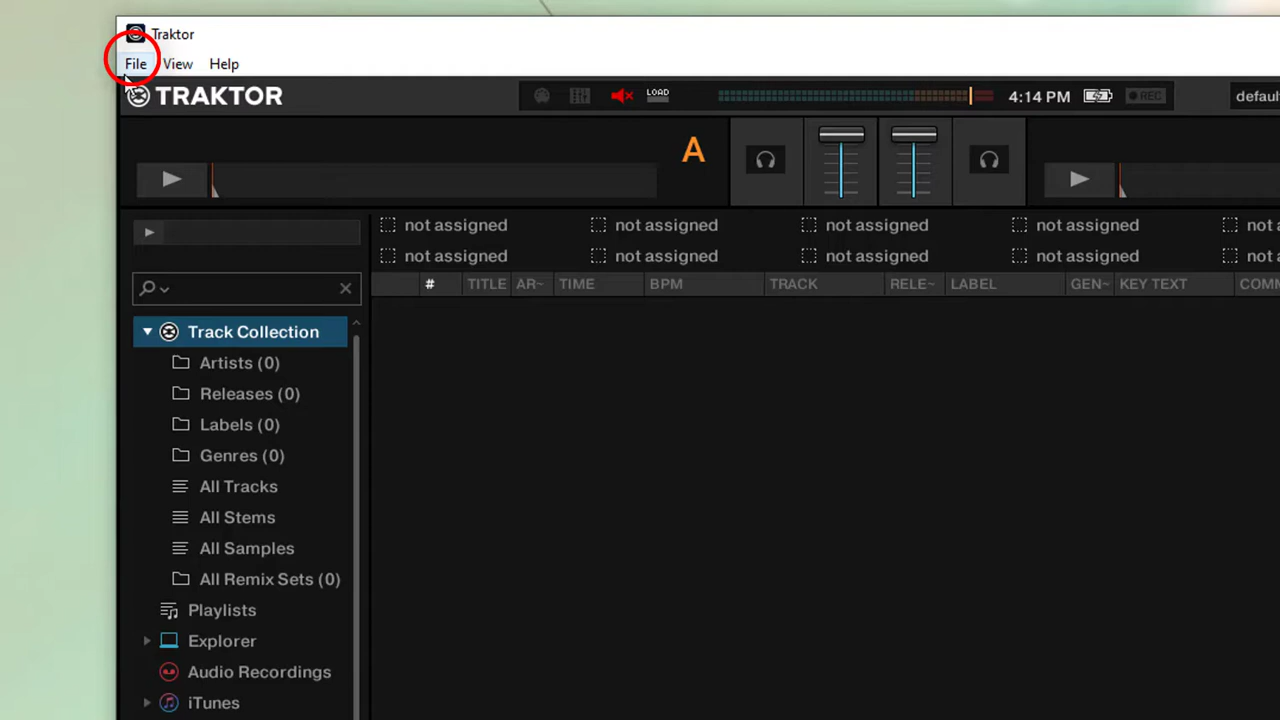 Traktor
File View Help
TRAKTOR LOAD 4:14 PM REC
A
not assigned not assigned not assigned not assigned
not assigned not assigned not assigned not assigned
# TITLE AR~ TIME BPM TRACK RELE~ LABEL GEN~ KEY TEXT
Track Collection
Artists (0)
Releases (0)
Labels (0)
Genres (0)
All Tracks
All Stems
All Samples
All Remix Sets (0)
Playlists
Explorer
Audio Recordings
iTunes